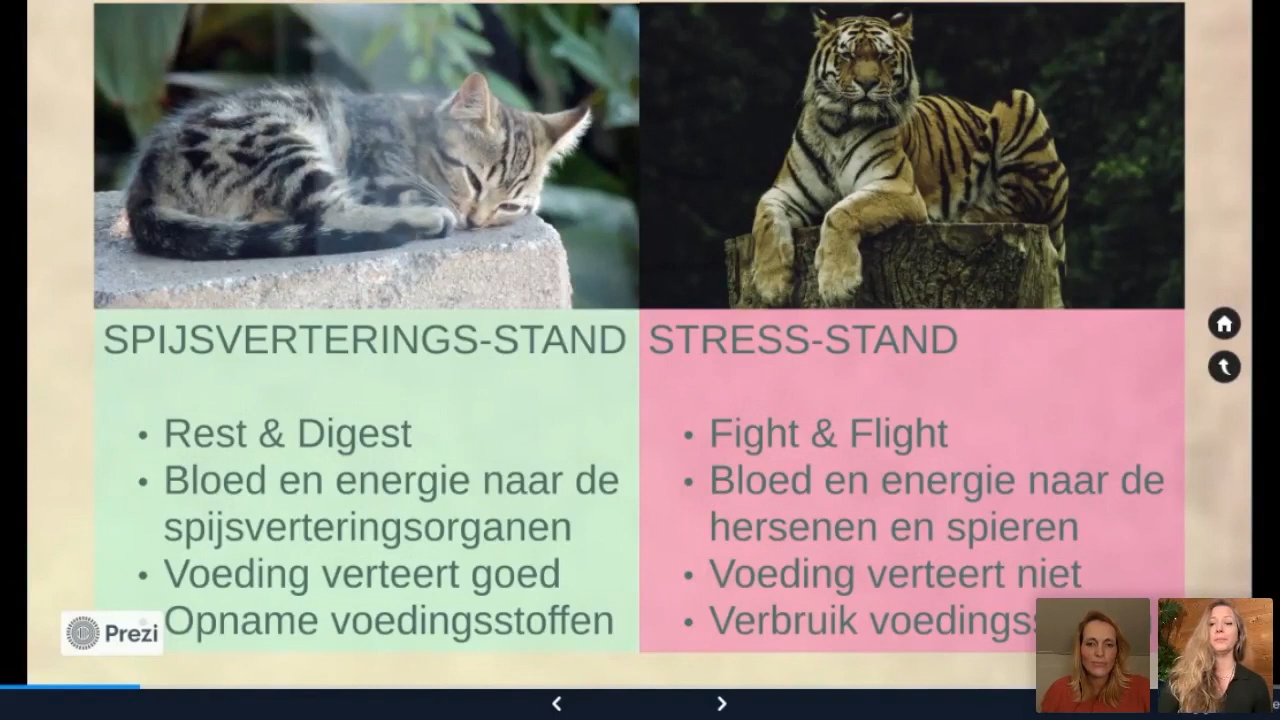 SPIJSVERTERINGS-STAND
• Rest & Digest
• Bloed en energie naar de
spijsverteringsorganen
• Voeding verteert goed
Opname voedingsstoffen
STRESS-STAND
• Fight & Flight
• Bloed en energie naar de
hersenen en spieren
• Voeding verteert niet
• Verbruik
Prezi